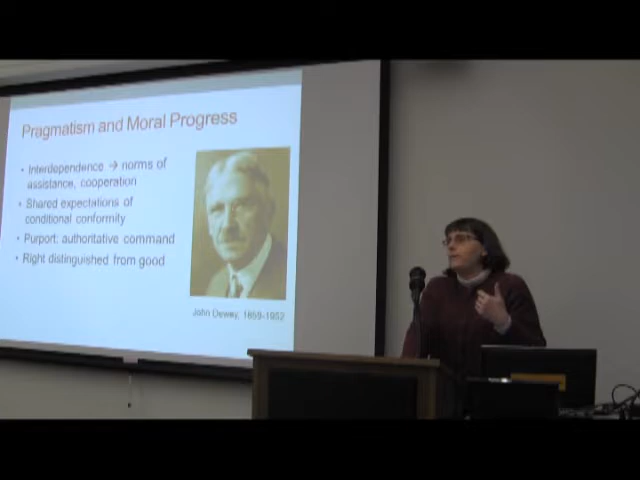 Pragmatism and Moral Progress
• Interdependence → norms of
assistance, cooperation
• Shared expectations of
conditional conformity
• Purport: authoritative command
• Right distinguished from good
John Dewey, 1859-1952